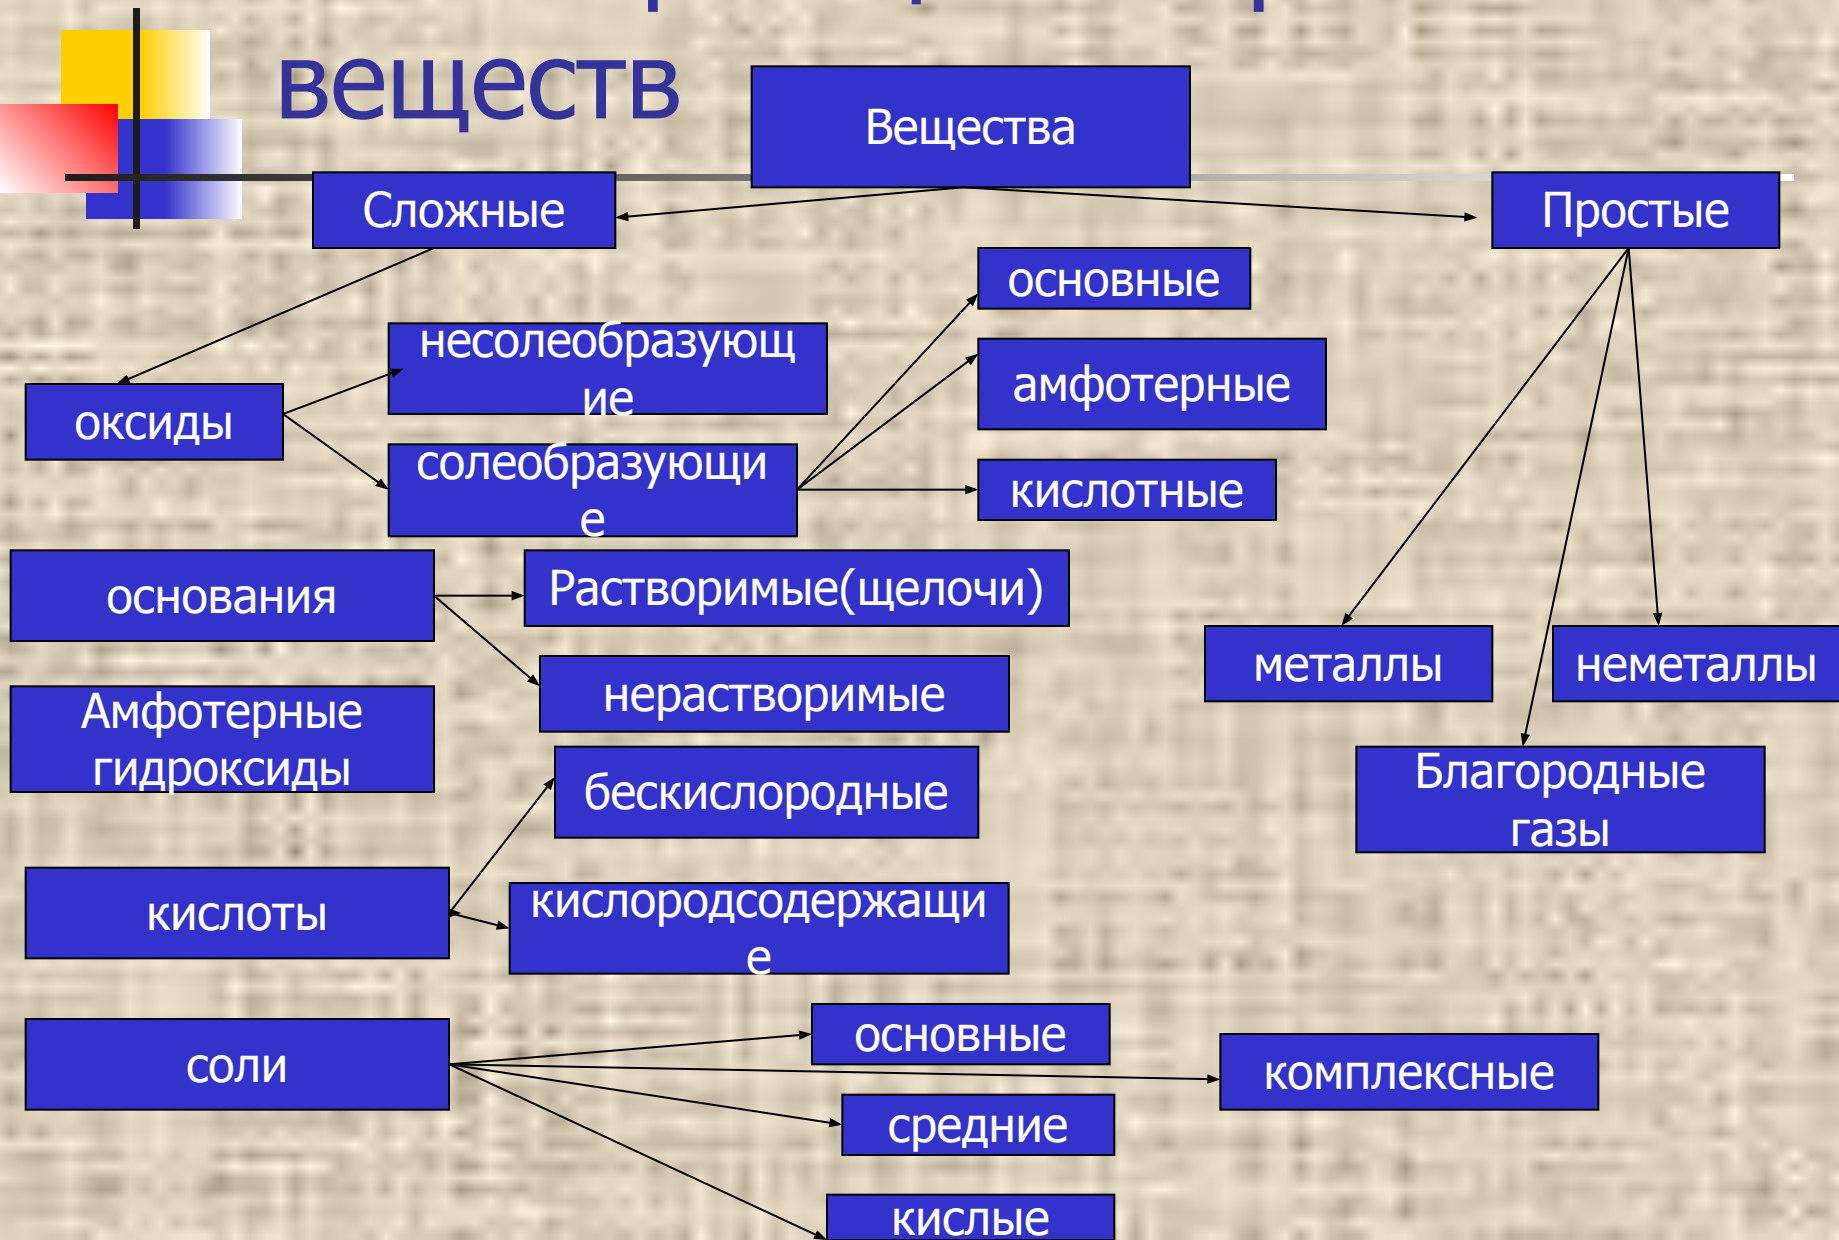 веществ
Вещества
Сложные
Простые
основные
несолеобразующ
ие
амфотерные
оксиды
солеобразующи
е
кислотные
основания
Растворимые(щелочи)
нерастворимые
металлы
неметаллы
Амфотерные
гидроксиды
бескислородные
Благородные
газы
кислоты
кислородсодержащи
е
соли
основные
комплексные
средние
кислые